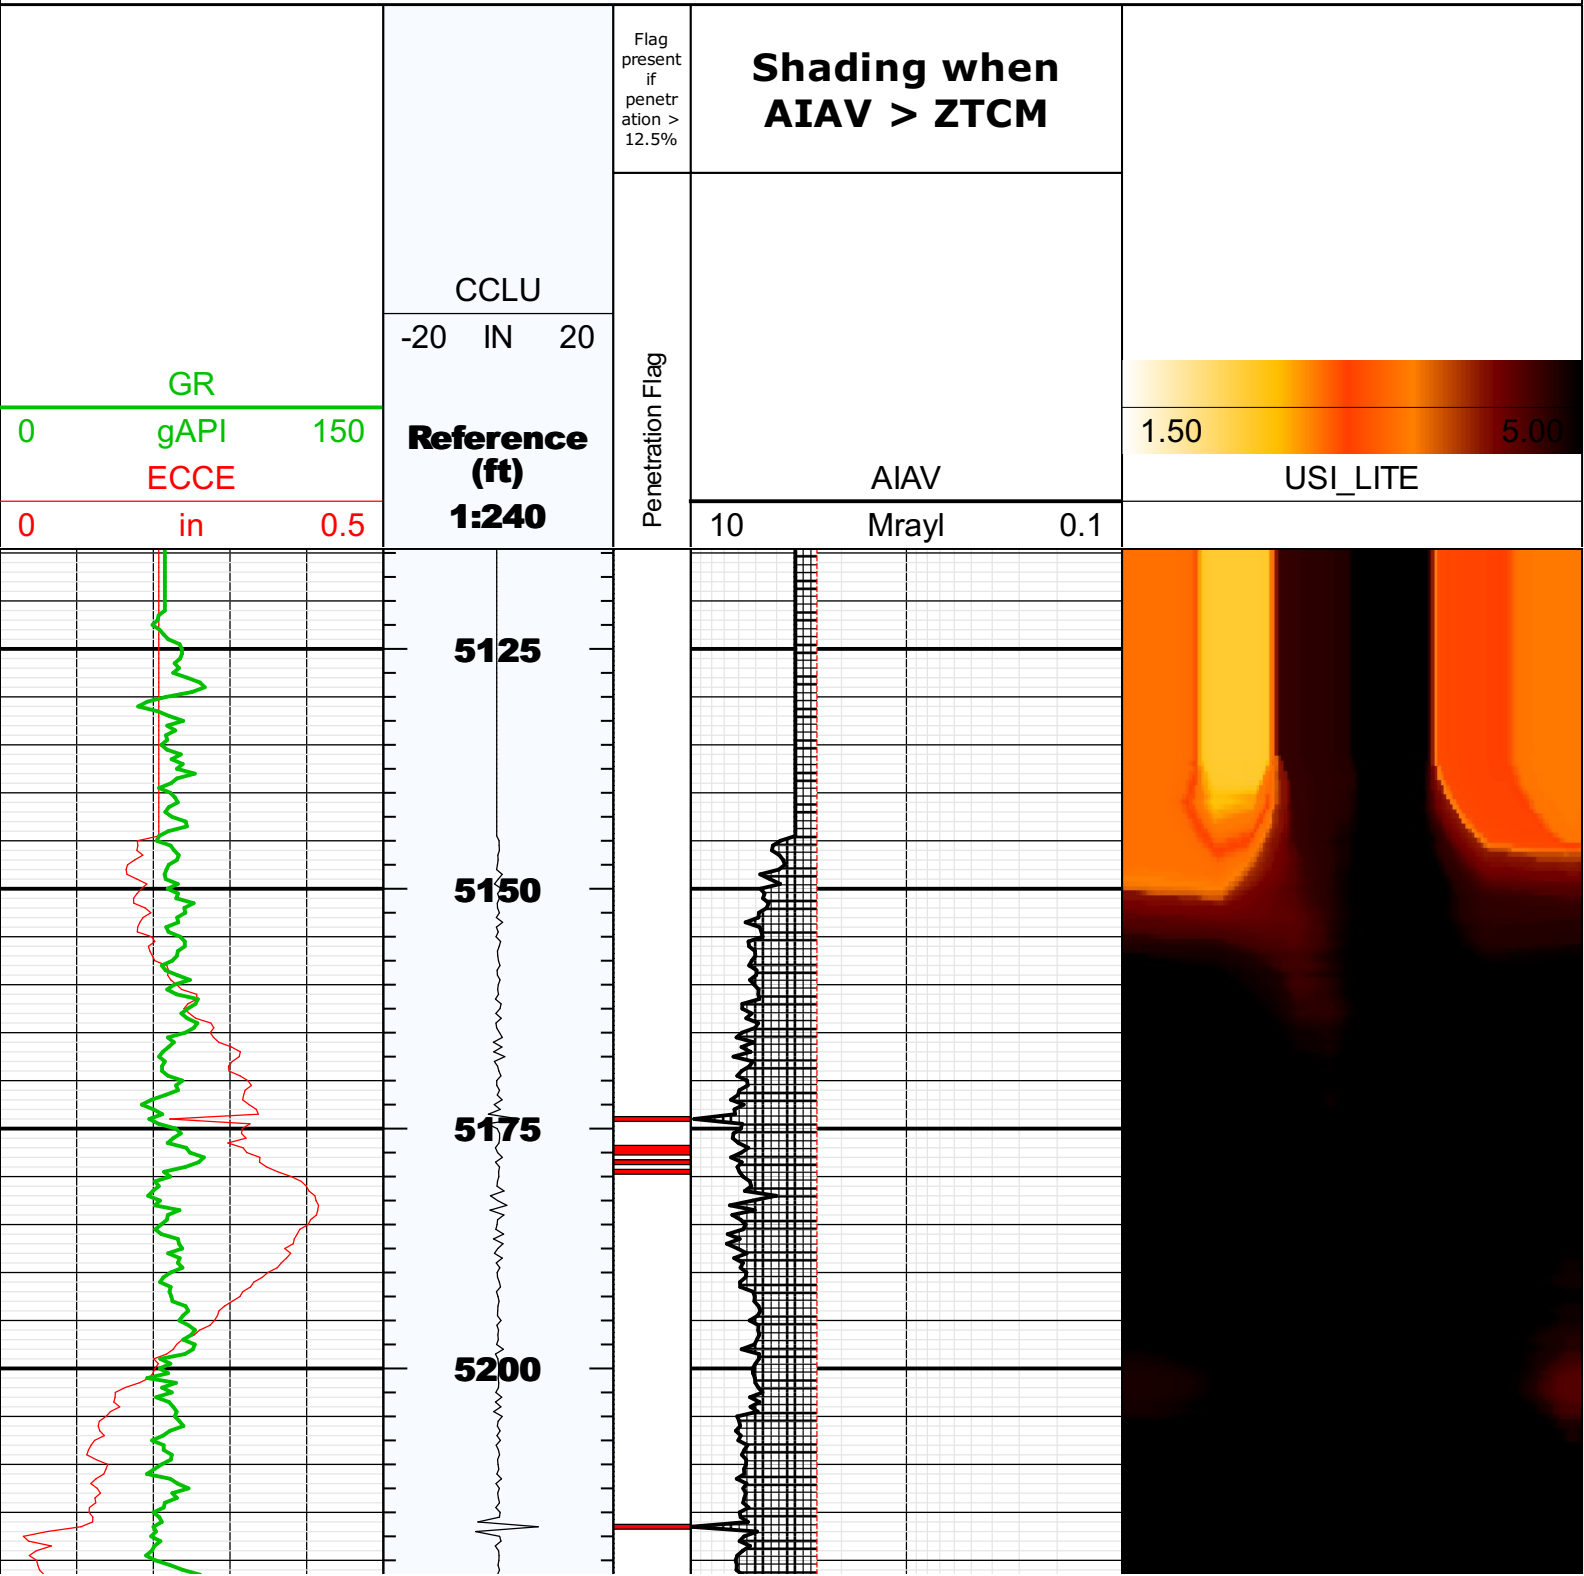 GR
0 gAPI 150
ECCE
0 in 0.5
CCLU
-20 IN 20
Reference
(ft)
1:240
Flag
present
if
penetr
ation >
12.5%
Penetration Flag
Shading when
AIAV > ZTCM
AIAV
10 Mrayl 0.1
1.50 5.00
USI_LITE
5125
5150
5175
5200